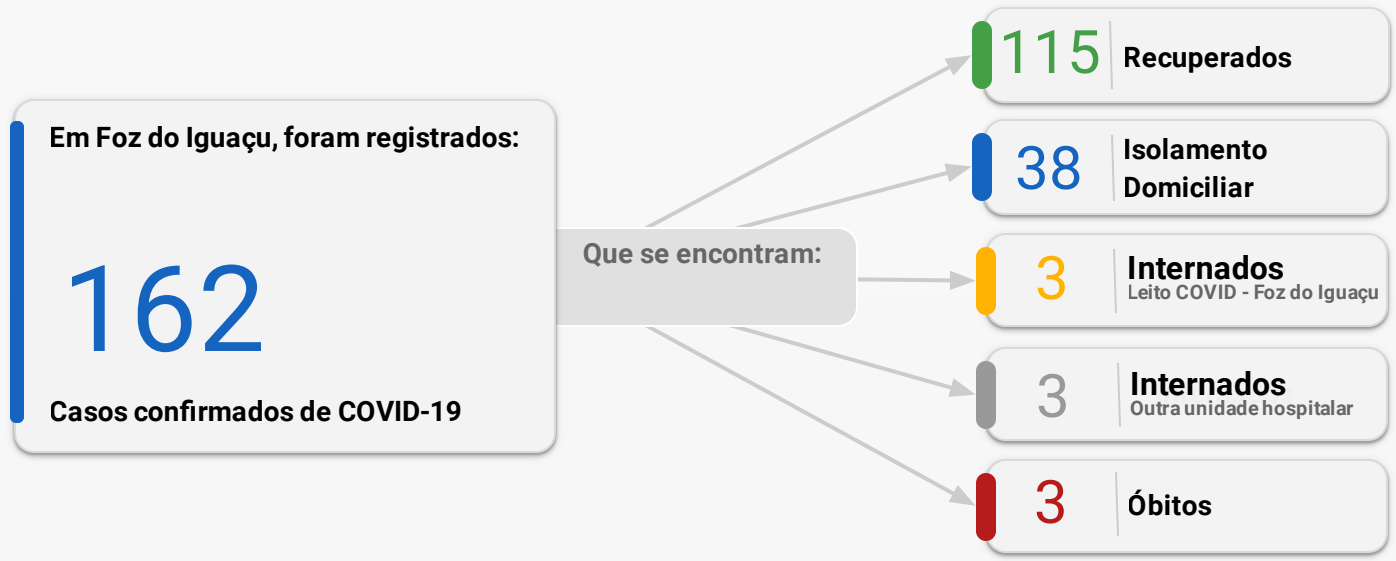 Em Foz do Iguaçu, foram registrados:
162
Casos confirmados de COVID-19
Que se encontram:
115
Recuperados
38
Isolamento
Domiciliar
3
Internados
Leito COVID - Foz do Iguaçu
3
Internados
Outra unidade hospitalar
3
Óbitos